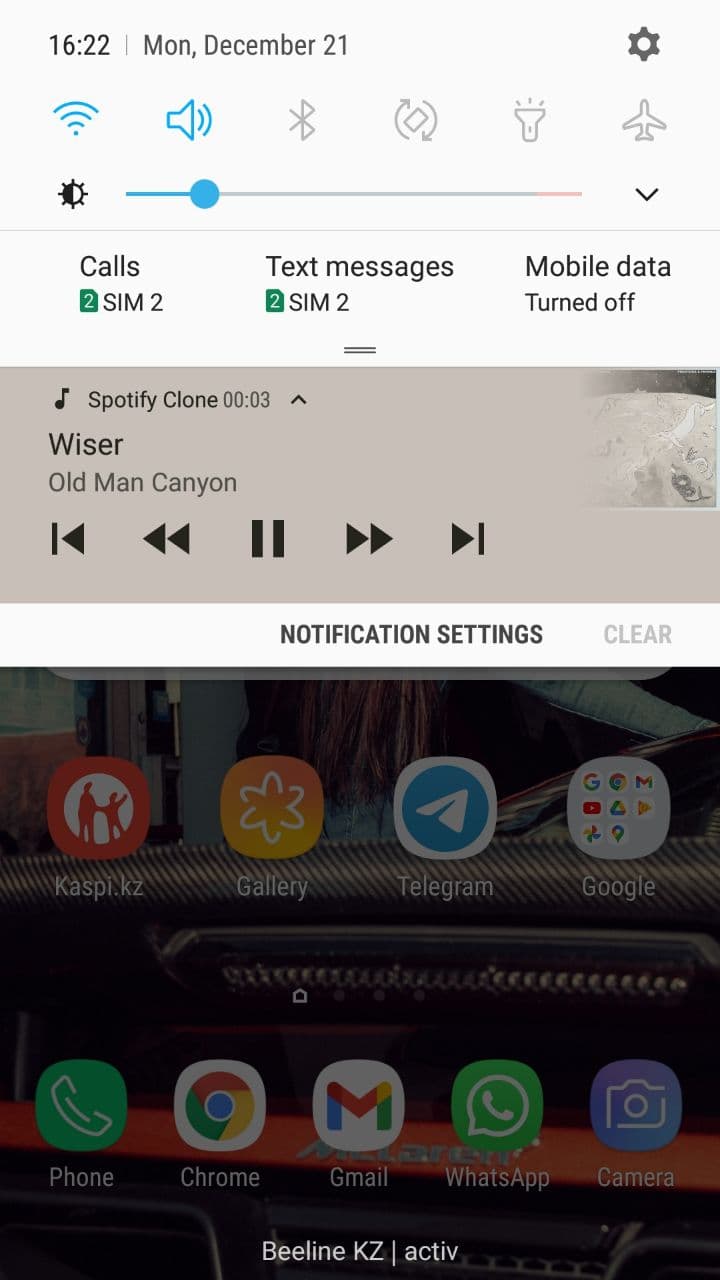 16:22 | Mon, December 21
Calls
2 SIM 2
Text messages
2 SIM 2
Mobile data
Turned off
Spotify Clone 00:03
Wiser
Old Man Canyon
NOTIFICATION SETTINGS CLEAR
Kaspi.kz Gallery Telegram Google
McLaren
Phone Chrome Gmail WhatsApp Camera
Beeline KZ | activ